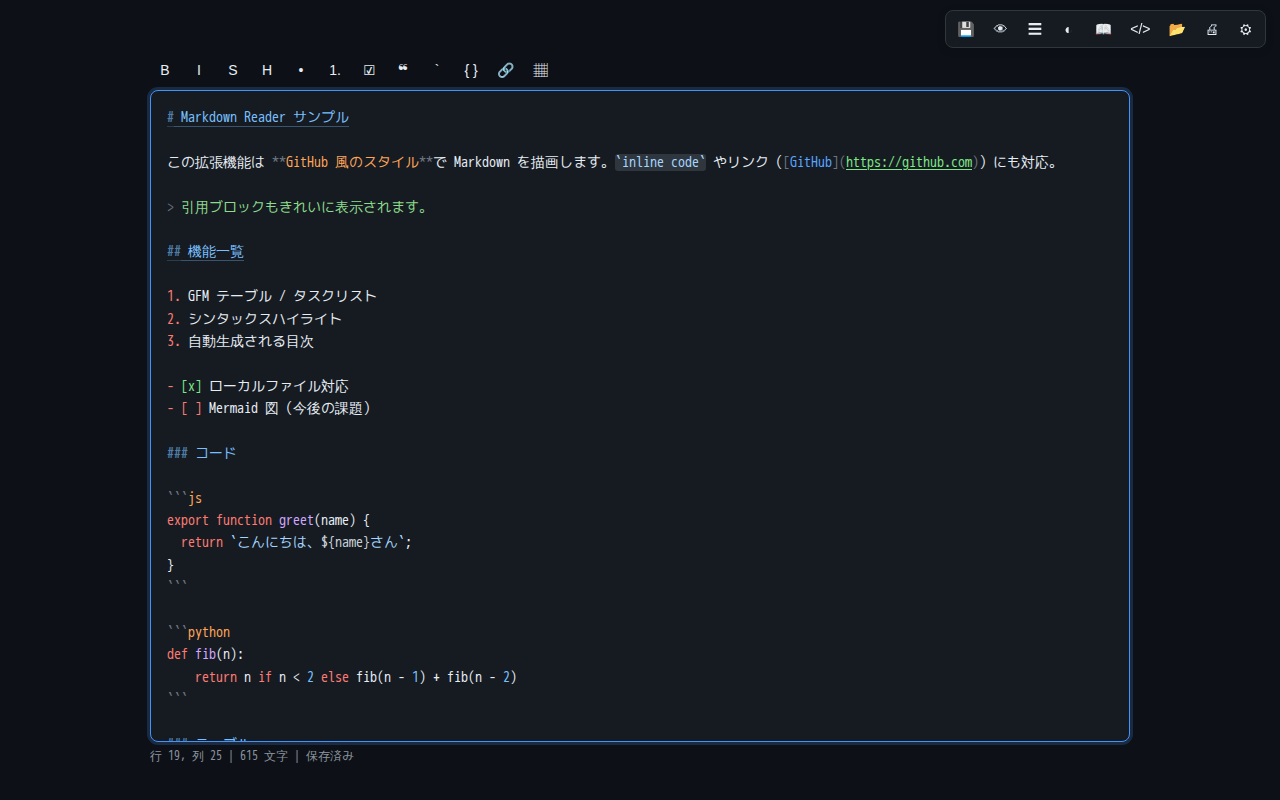 </>
B I S H • 1. ☑ ❝ ` { }
# Markdown Reader サンプル
この拡張機能は **GitHub 風のスタイル**で Markdown を描画します。`inline code` やリンク（[GitHub](https://github.com)）にも対応。
> 引用ブロックもきれいに表示されます。
## 機能一覧
1. GFM テーブル / タスクリスト
2. シンタックスハイライト
3. 自動生成される目次
- [x] ローカルファイル対応
- [ ] Mermaid 図（今後の課題）
### コード
```js
export function greet(name) {
  return `こんにちは、${name}さん`;
}
```
```python
def fib(n):
    return n if n < 2 else fib(n - 1) + fib(n - 2)
```
### テーブル
行 19, 列 25 | 615 文字 | 保存済み